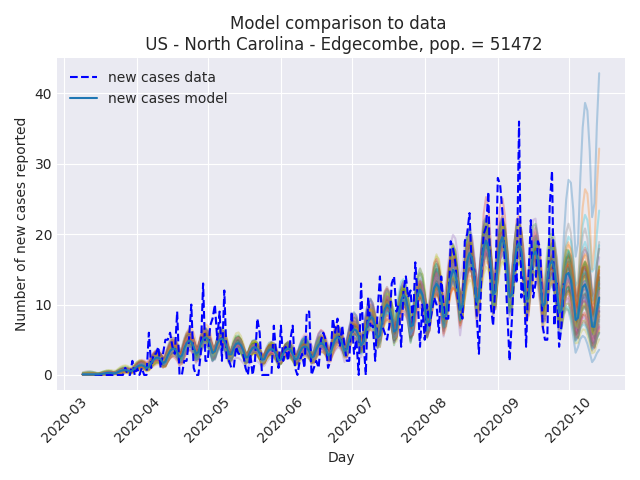 Model comparison to data
US - North Carolina - Edgecombe, pop. = 51472
new cases data
new cases model
Number of new cases reported
40
30
20
10
0
2020-03
2020-04
2020-05
2020-06
2020-07
2020-08
2020-09
2020-10
Day